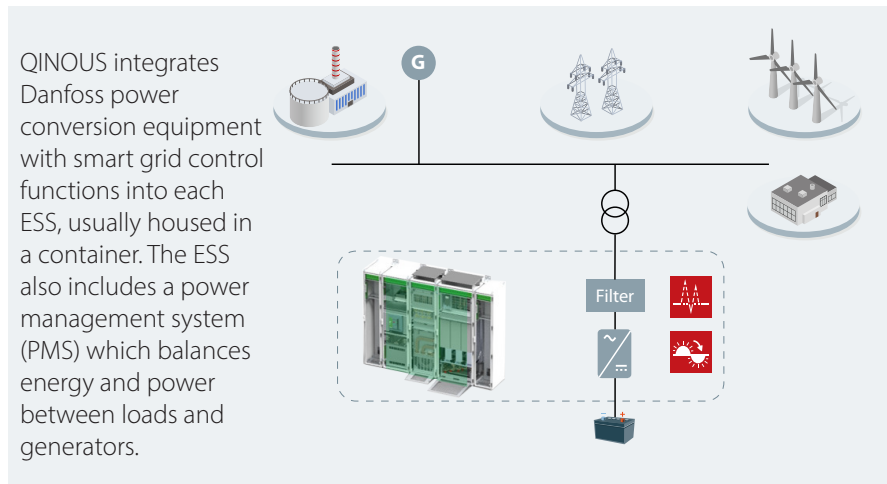 QINOUS integrates
Danfoss power
conversion equipment
with smart grid control
functions into each
ESS, usually housed in
a container. The ESS
also includes a power
management system
(PMS) which balances
energy and power
between loads and
generators.
G
Filter